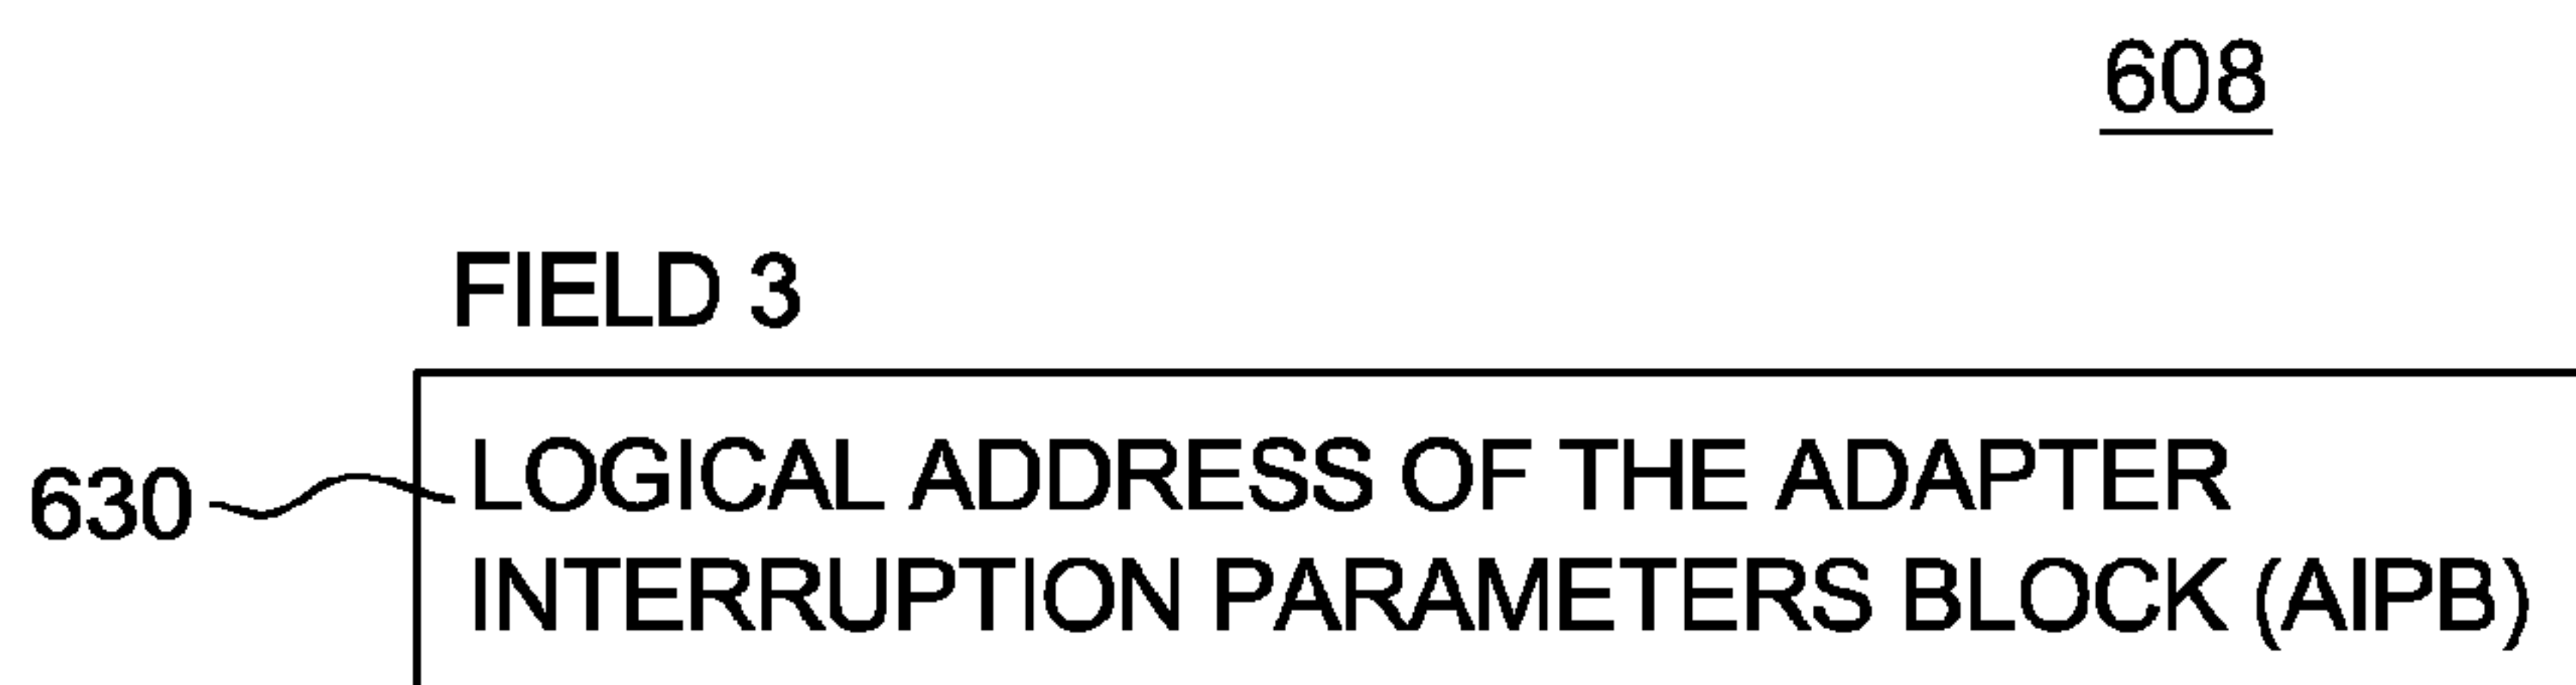 608
FIELD 3
630
LOGICAL ADDRESS OF THE ADAPTER
INTERRUPTION PARAMETERS BLOCK (AIPB)